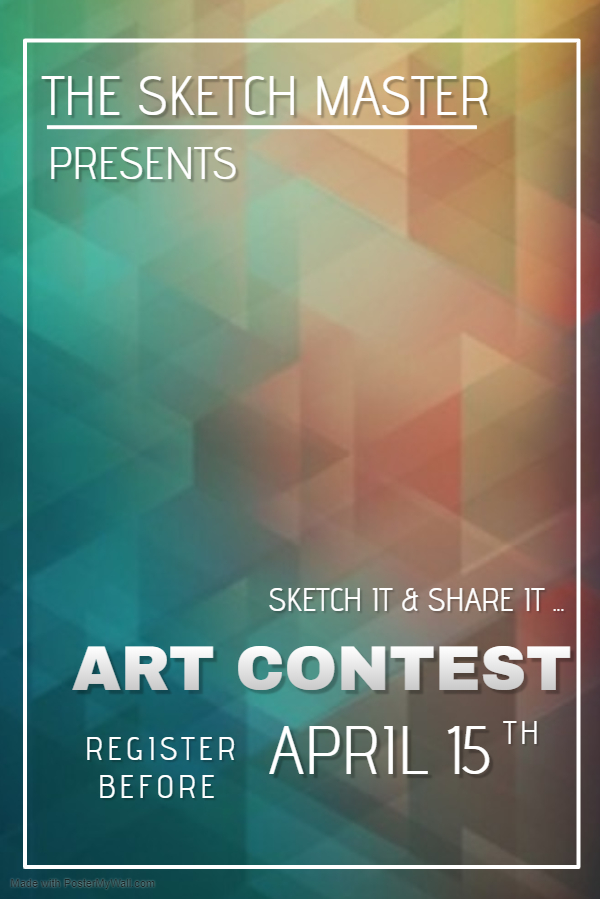 THE SKETCH MASTER
PRESENTS
SKETCH IT & SHARE IT ...
ART CONTEST
REGISTER
BEFORE
APRIL 15 TH
Made with PosterMyWall.com